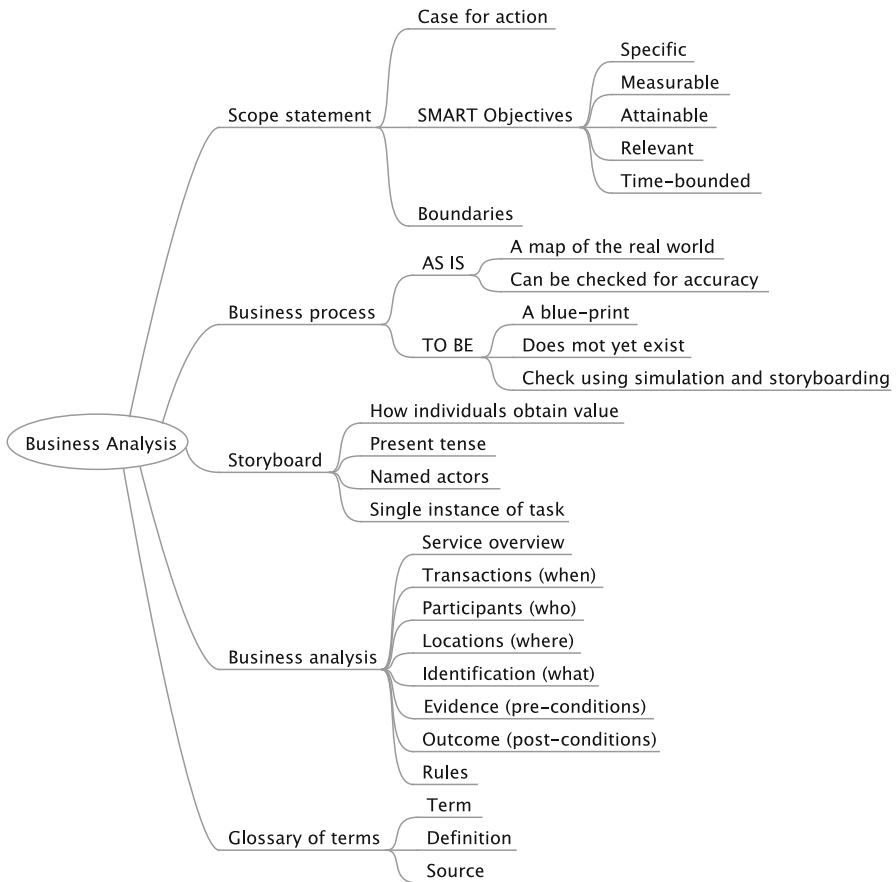 Business Analysis
Scope statement
Case for action
SMART Objectives
Specific
Measurable
Attainable
Relevant
Time-bounded
Boundaries
Business process
AS IS
A map of the real world
Can be checked for accuracy
TO BE
A blue-print
Does mot yet exist
Check using simulation and storyboarding
Storyboard
How individuals obtain value
Present tense
Named actors
Single instance of task
Business analysis
Service overview
Transactions (when)
Participants (who)
Locations (where)
Identification (what)
Evidence (pre-conditions)
Outcome (post-conditions)
Rules
Glossary of terms
Term
Definition
Source